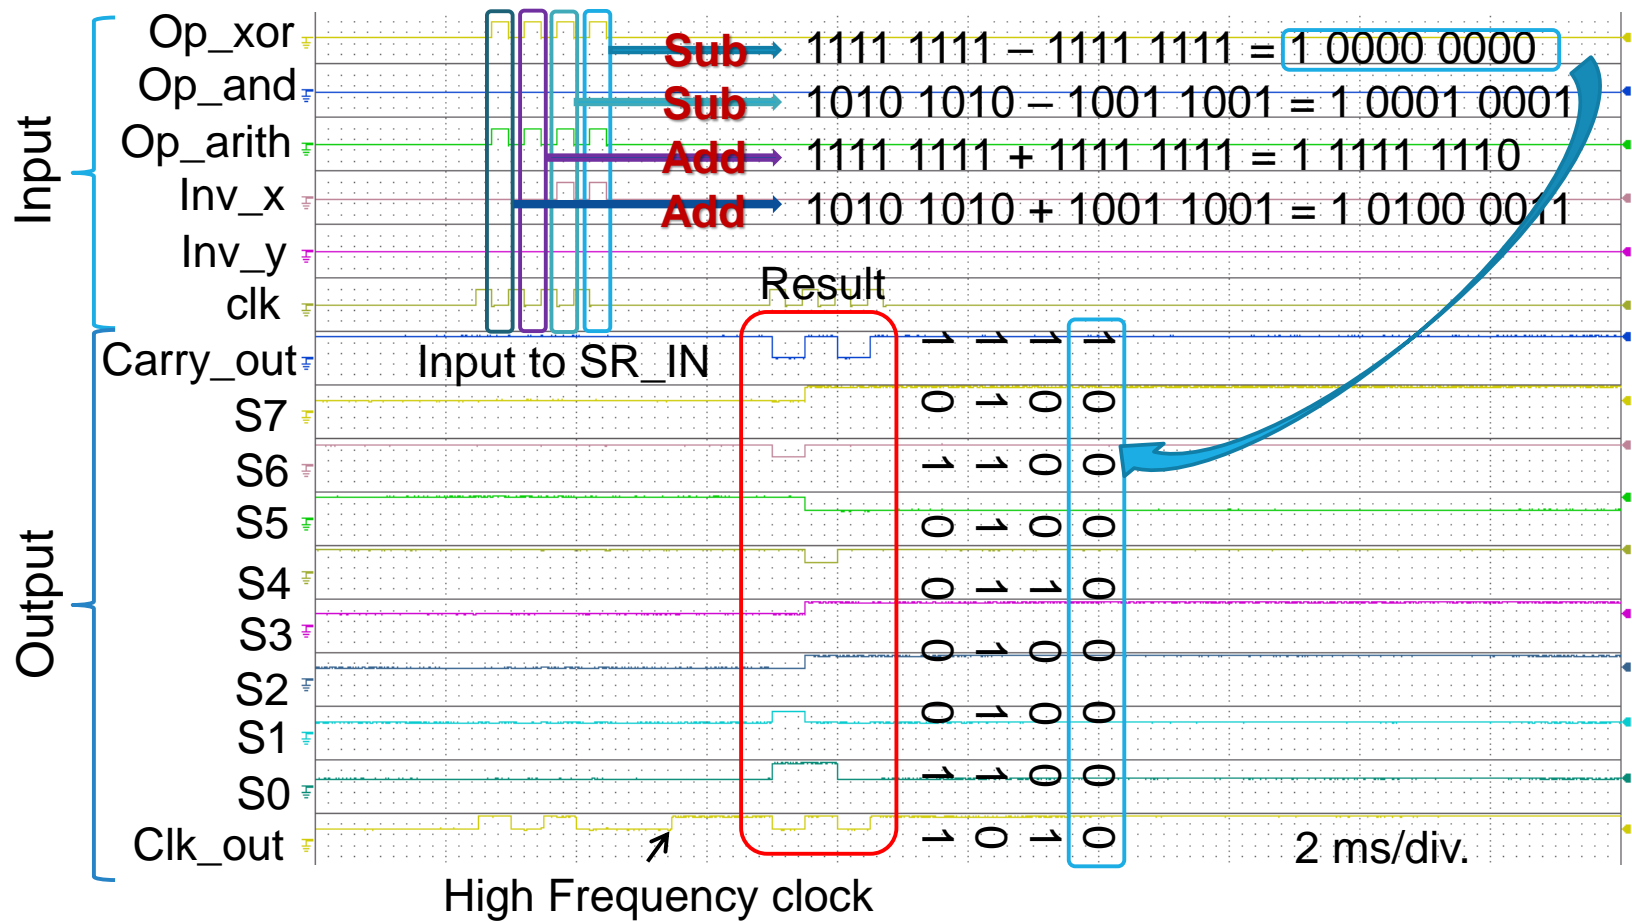 Input
Op_xor
Sub 1111 1111 – 1111 1111 = 1 0000 0000
Op_and
Sub 1010 1010 – 1001 1001 = 1 0001 0001
Op_arith
Add 1111 1111 + 1111 1111 = 1 1111 1110
Inv_x
Add 1010 1010 + 1001 1001 = 1 0100 0011
Inv_y
clk
Result
Output
Carry_out
Input to SR_IN
1 1 1 1
S7
0 1 0 0
S6
1 1 0 0
S5
0 1 0 0
S4
0 1 1 0
S3
0 1 0 0
S2
0 1 0 0
S1
S0
1 1 0 0
Clk_out
1 0 1 0
2 ms/div.
High Frequency clock